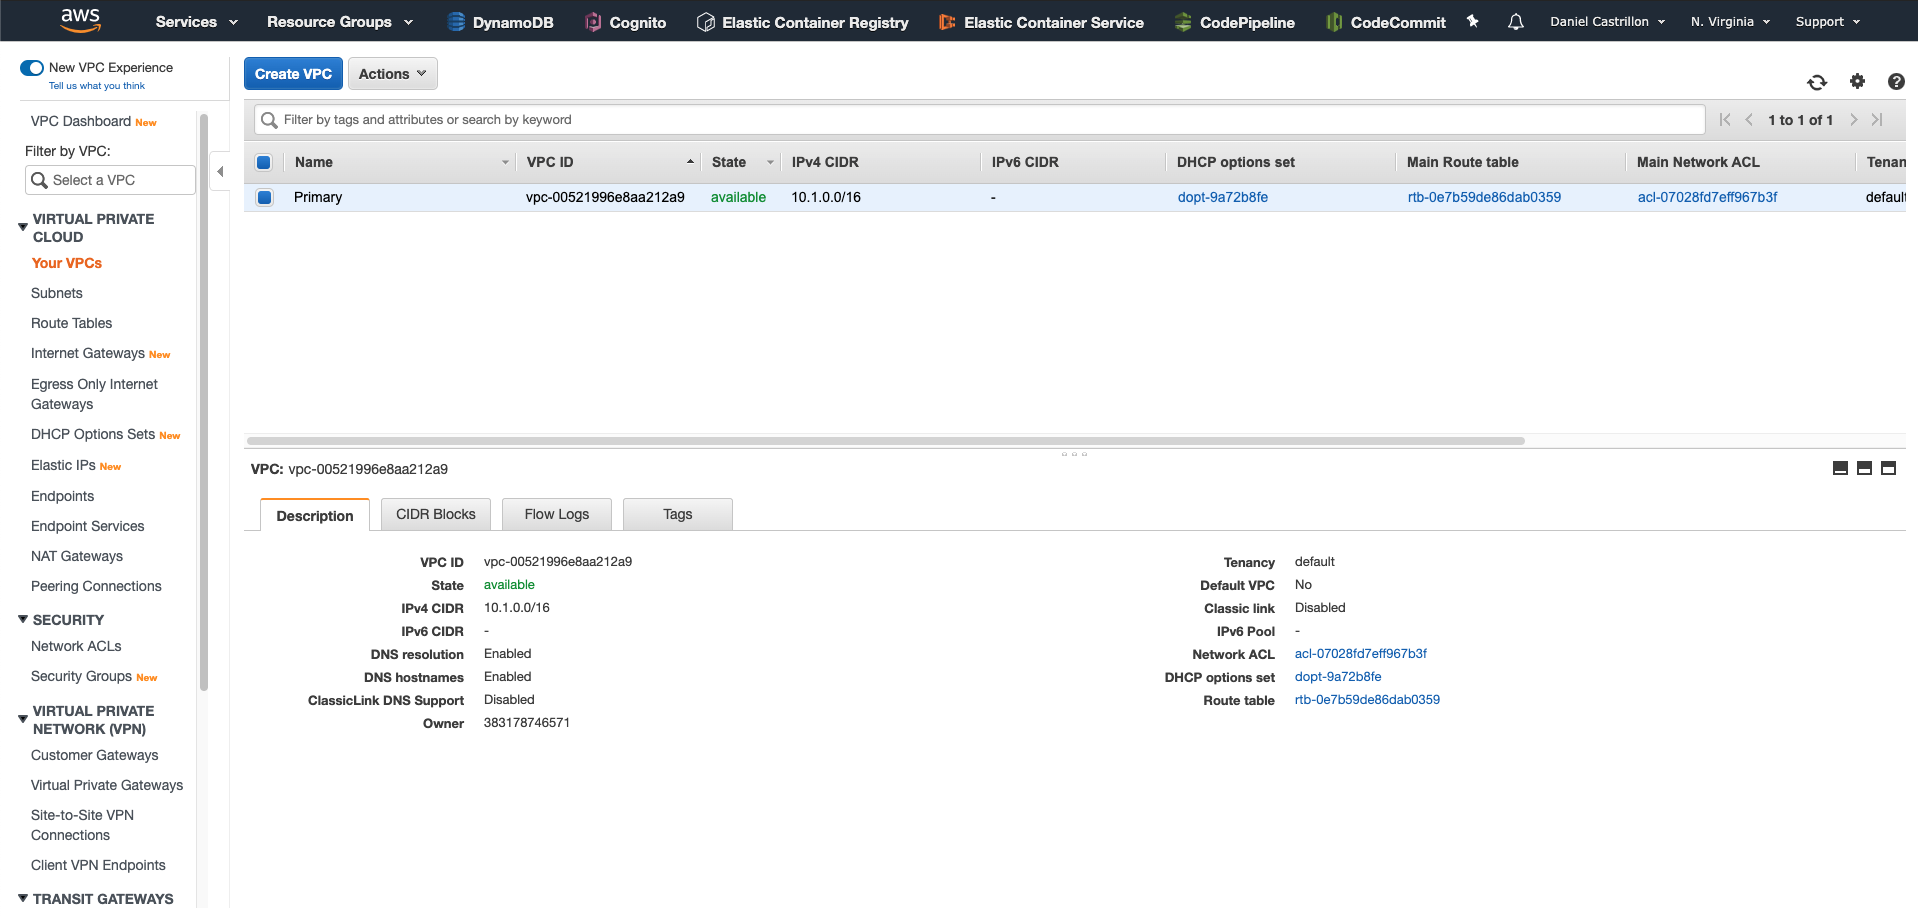 aws Services Resource Groups DynamoDB Cognito Elastic Container Registry Elastic Container Service CodePipeline CodeCommit Daniel Castrillon N. Virginia Support
New VPC Experience
Tell us what you think
VPC Dashboard New
Filter by VPC:
Select a VPC
VIRTUAL PRIVATE
CLOUD
Your VPCs
Subnets
Route Tables
Internet Gateways New
Egress Only Internet
Gateways
DHCP Options Sets New
Elastic IPs New
Endpoints
Endpoint Services
NAT Gateways
Peering Connections
SECURITY
Network ACLs
Security Groups New
VIRTUAL PRIVATE
NETWORK (VPN)
Customer Gateways
Virtual Private Gateways
Site-to-Site VPN
Connections
Client VPN Endpoints
TRANSIT GATEWAYS
Create VPC Actions
Filter by tags and attributes or search by keyword 1 to 1 of 1
Name VPC ID State IPv4 CIDR IPv6 CIDR DHCP options set Main Route table Main Network ACL Tenan
Primary vpc-00521996e8aa212a9 available 10.1.0.0/16 - dopt-9a72b8fe rtb-0e7b59de86dab0359 acl-07028fd7eff967b3f default
VPC: vpc-00521996e8aa212a9
Description CIDR Blocks Flow Logs Tags
VPC ID vpc-00521996e8aa212a9
State available
IPv4 CIDR 10.1.0.0/16
IPv6 CIDR -
DNS resolution Enabled
DNS hostnames Enabled
ClassicLink DNS Support Disabled
Owner 383178746571
Tenancy default
Default VPC No
Classic link Disabled
IPv6 Pool -
Network ACL acl-07028fd7eff967b3f
DHCP options set dopt-9a72b8fe
Route table rtb-0e7b59de86dab0359